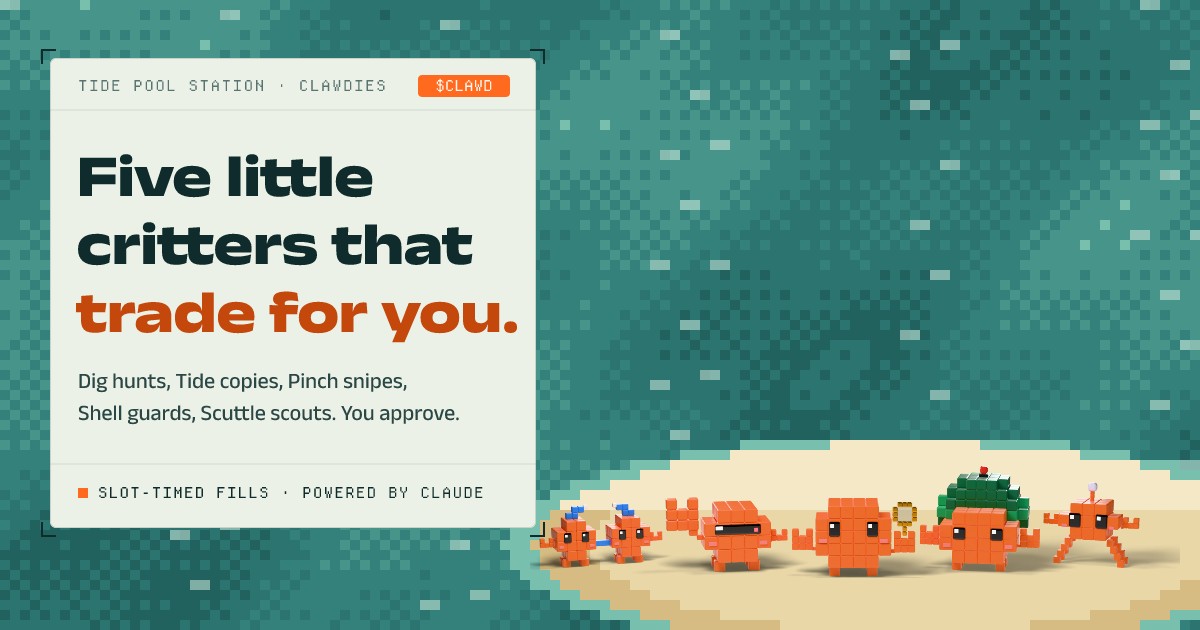 TIDE POOL STATION · CLAWDIES
$CLAWD
Five little
critters that
trade for you.
Dig hunts, Tide copies, Pinch snipes,
Shell guards, Scuttle scouts. You approve.
SLOT-TIMED FILLS · POWERED BY CLAUDE